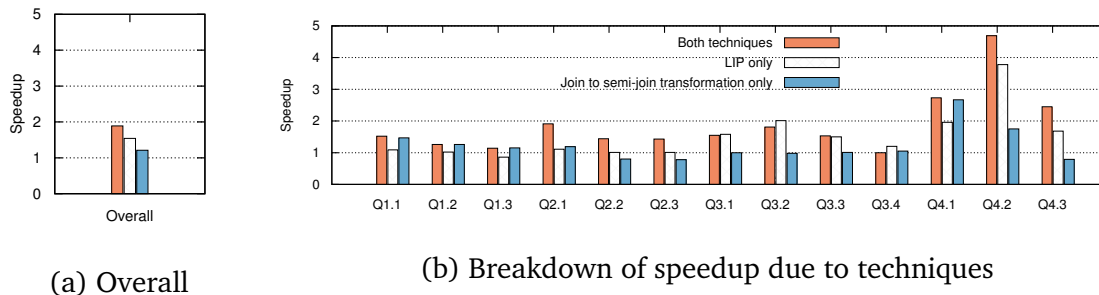 5
4
3
2
1
0
Speedup
Overall
(a) Overall
5
4
3
2
1
0
Speedup
Both techniques
LIP only
Join to semi-join transformation only
Q1.1 Q1.2 Q1.3 Q2.1 Q2.2 Q2.3 Q3.1 Q3.2 Q3.3 Q3.4 Q4.1 Q4.2 Q4.3
(b) Breakdown of speedup due to techniques